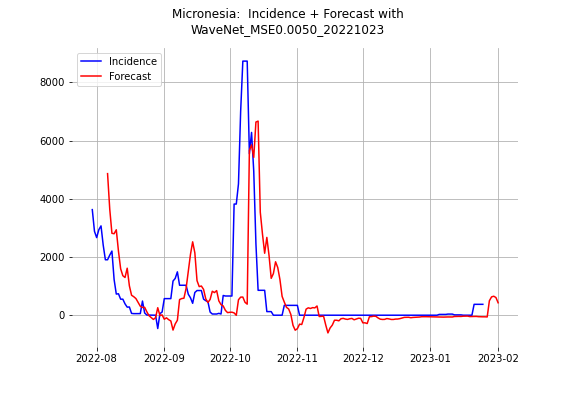 Micronesia:  Incidence + Forecast with
WaveNet_MSE0.0050_20221023
Incidence
Forecast
8000
6000
4000
2000
0
2022-08 2022-09 2022-10 2022-11 2022-12 2023-01 2023-02